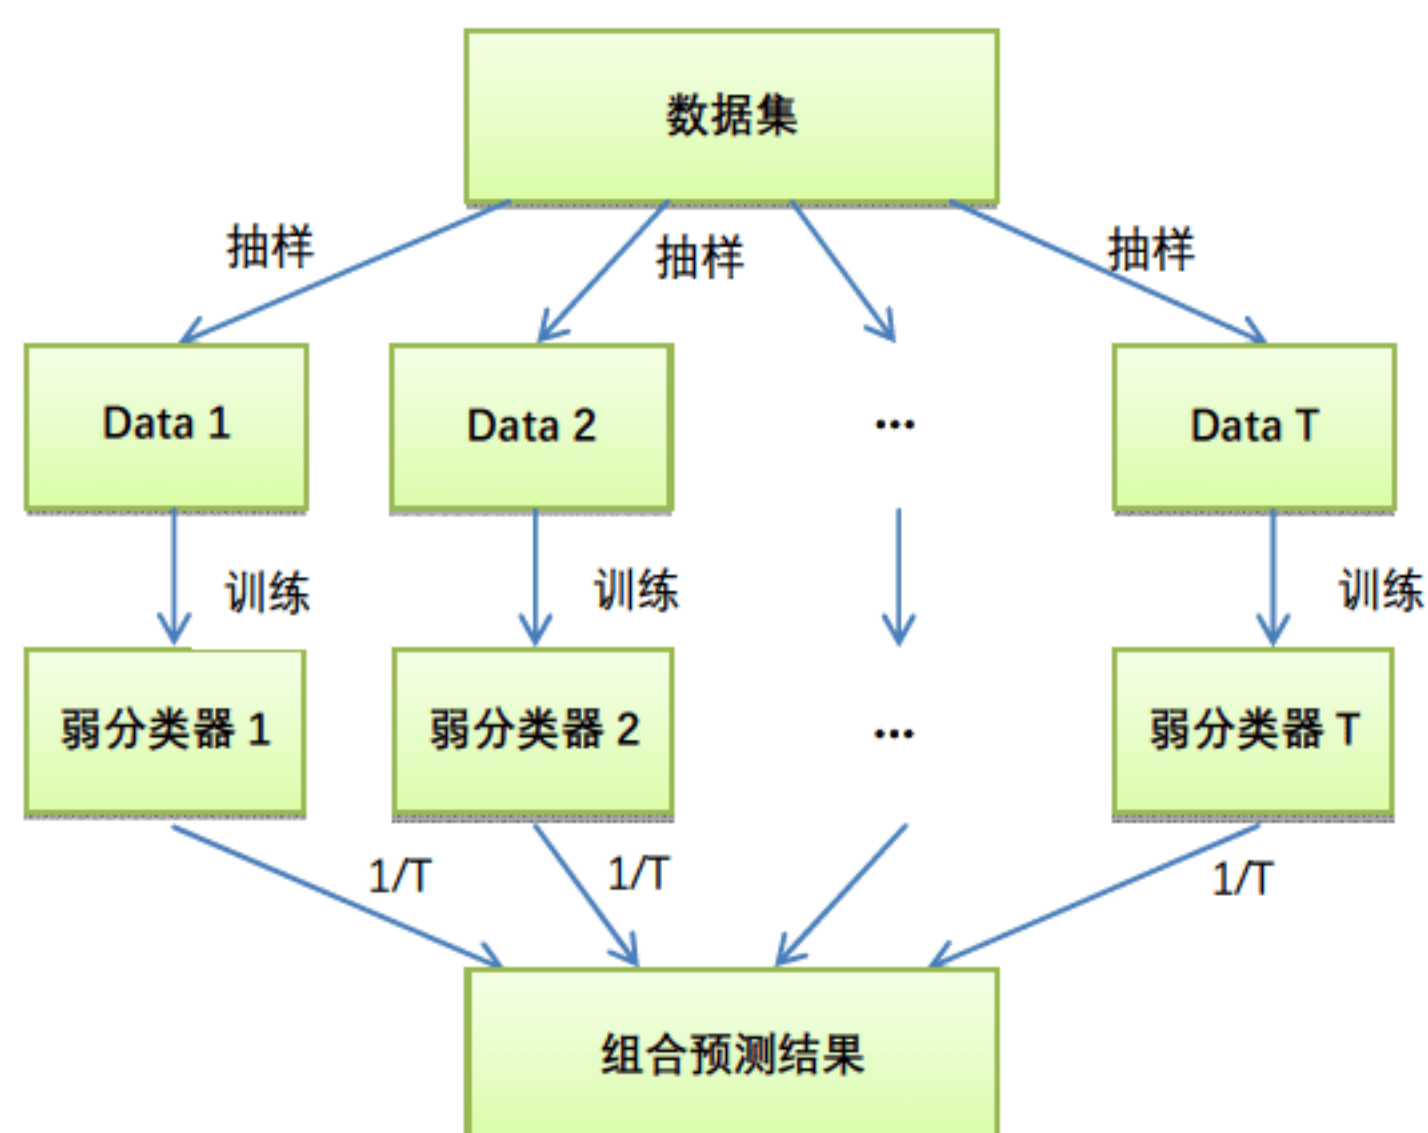 数据集
抽样
抽样
抽样
Data 1
Data 2
...
Data T
训练
训练
训练
弱分类器 1
弱分类器 2
...
弱分类器 T
1/T
1/T
1/T
组合预测结果